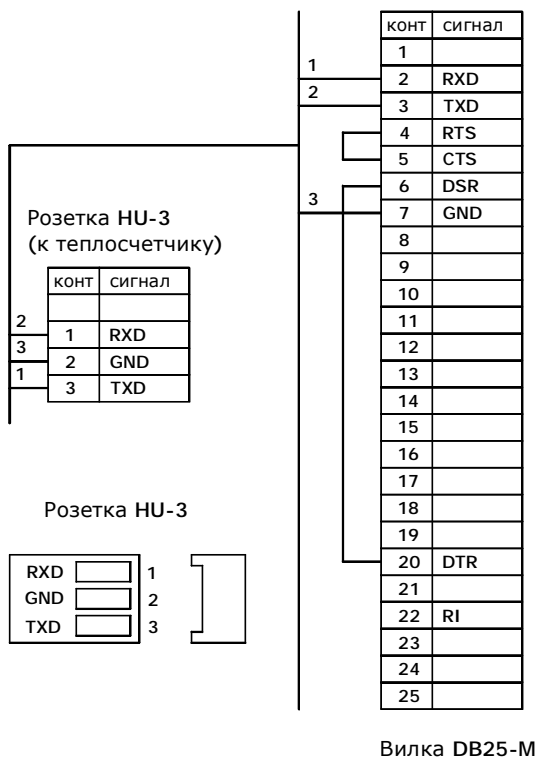 конт сигнал
1
1 2 RXD
2 3 TXD
4 RTS
5 CTS
6 DSR
3 7 GND
8
9
10
11
12
13
14
15
16
17
18
19
20 DTR
21
22 RI
23
24
25
Вилка DB25-M
Розетка HU-3
(к теплосчетчику)
конт сигнал
2 1 RXD
3 2 GND
1 3 TXD
Розетка HU-3
RXD 1
GND 2
TXD 3